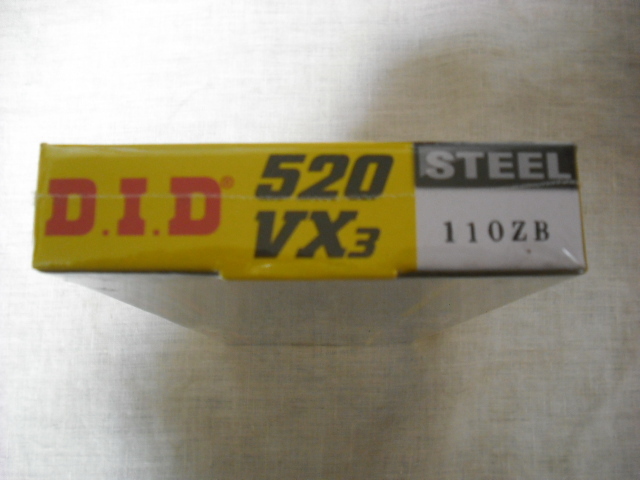 D.I.D®
520
VX3
STEEL
110ZB